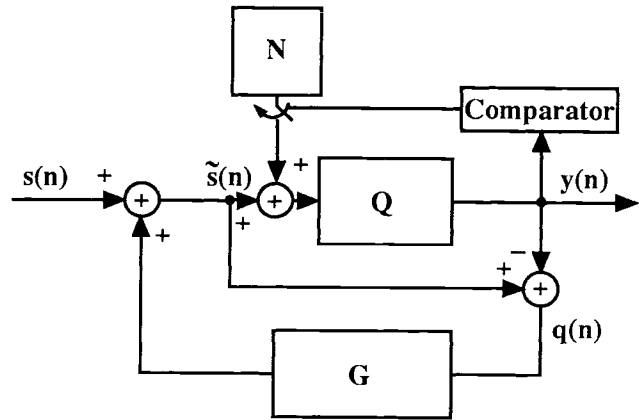 N
Comparator
s(n)
+
+
s̃(n)
+
+
Q
y(n)
+
+
−
+
+
q(n)
G